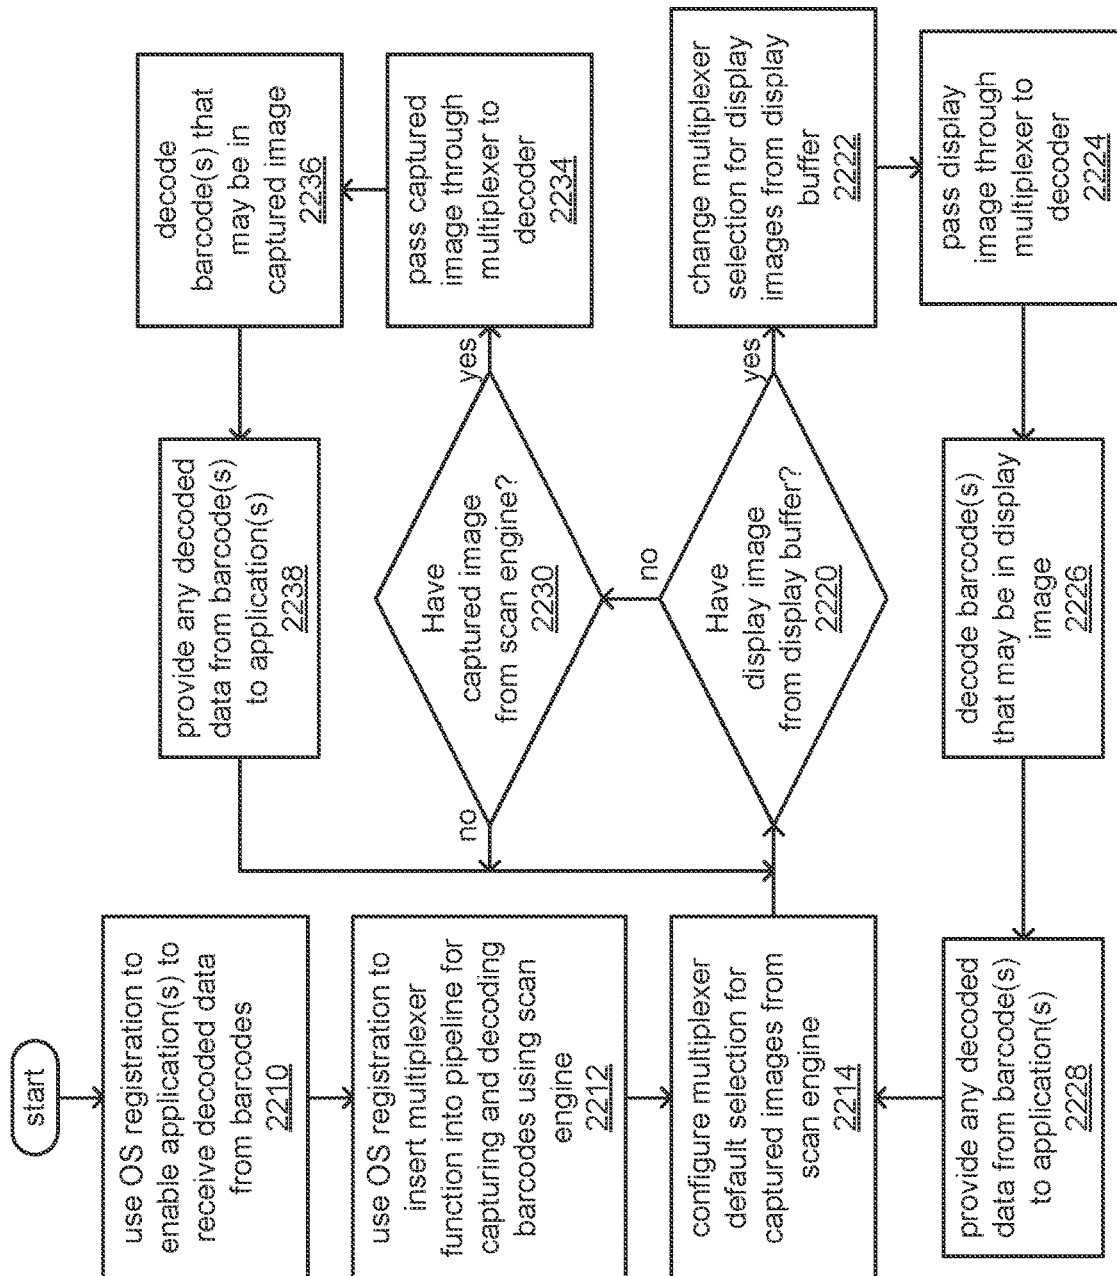 start
use OS registration to
enable application(s) to
receive decoded data
from barcodes
2210
use OS registration to
insert multiplexer
function into pipeline for
capturing and decoding
barcodes using scan
engine
2212
configure multiplexer
default selection for
captured images from
scan engine
2214
Have
display image
from display buffer?
2220
yes
no
change multiplexer
selection for display
images from display
buffer
2222
pass display
image through
multiplexer to
decoder
2224
decode barcode(s)
that may be in display
image
2226
provide any decoded
data from barcode(s)
to application(s)
2228
Have
captured image
from scan engine?
2230
yes
no
pass captured
image through
multiplexer to
decoder
2234
decode
barcode(s) that
may be in
captured image
2236
provide any decoded
data from barcode(s)
to application(s)
2238